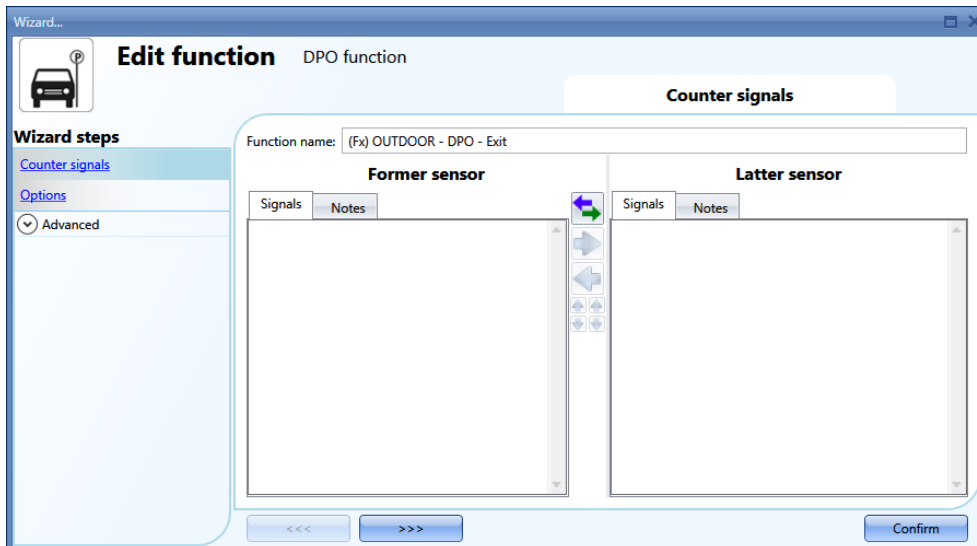 Wizard...
P
Edit function DPO function
Counter signals
Wizard steps
Counter signals
Options
Advanced
Function name: (Fx) OUTDOOR - DPO - Exit
Former sensor
Signals Notes
Latter sensor
Signals Notes
<<< >>> Confirm